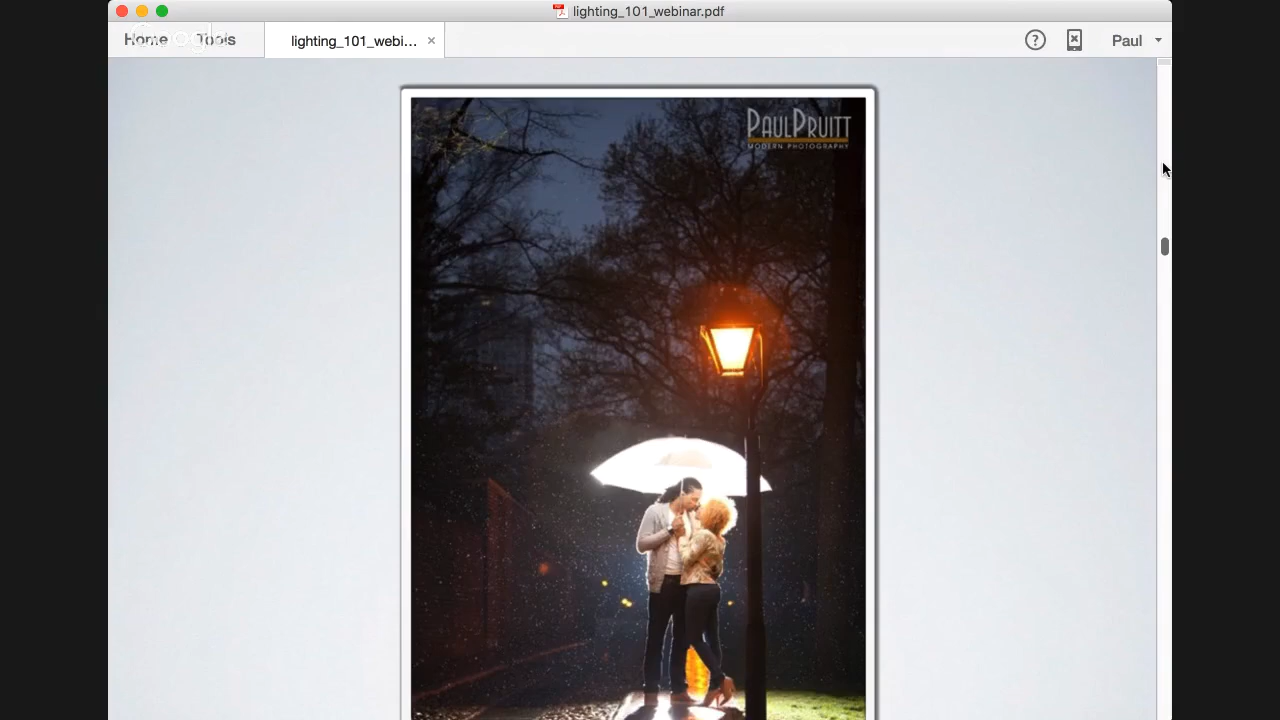 lighting_101_webinar.pdf
Home Tools lighting_101_webi... × ? Paul
PAULPRUITT
MODERN PHOTOGRAPHY